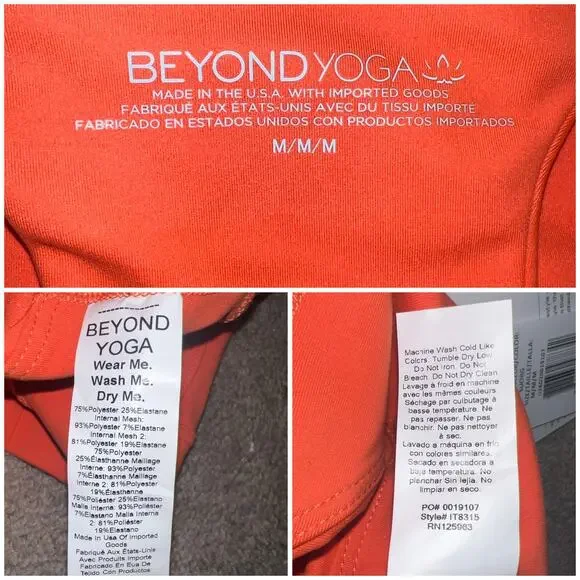 BEYOND YOGA
MADE IN THE U.S.A. WITH IMPORTED GOODS
FABRIQUÉ AUX ÉTATS-UNIS AVEC DU TISSU IMPORTÉ
FABRICADO EN ESTADOS UNIDOS CON PRODUCTOS IMPORTADOS
M/M/M
BEYOND
YOGA
Wear Me.
Wash Me.
Dry Me.
75%Polyester 25%Elastane
Internal Mesh:
93%Polyester 7%Elastane
Internal Mesh 2:
81%Polyester 19%Elastane
75%Polyester
25%Élasthanne Maillage
Interne: 93%Polyester
7%Élasthanne Maillage
Interne 2: 81%Polyester
19%Élasthanne
75%Poliéster 25%Elastano
Malla Interna: 93%Poliéster
7%Elastano Malla Interna
2: 81%Poliéster
19%Elastano
Made In Usa Of Imported
Goods
Fabriqué Aux États-Unis
Avec Produits Importé
Fabricado En Eua De
Tejido Con Productos
Machine Wash Cold Like
Colors. Tumble Dry Low
Do Not Iron. Do Not
Bleach. Do Not Dry Clean
Lavage à froid en machine
avec les mêmes couleurs
Séchage par culbutage à
basse température. Ne
pas repasser. Ne pas
blanchir. Ne pas nettoyer
à sec.
Lavado a máquina en frío
con colores similares.
Secado en secadora a
baja temperatura. No
planchar Sin lejía. No
limpiar en seco.
PO# 0019107
Style# IT8315
RN125983
COLOR:
SIZE/TAILLE/TALLA:
M/M/M